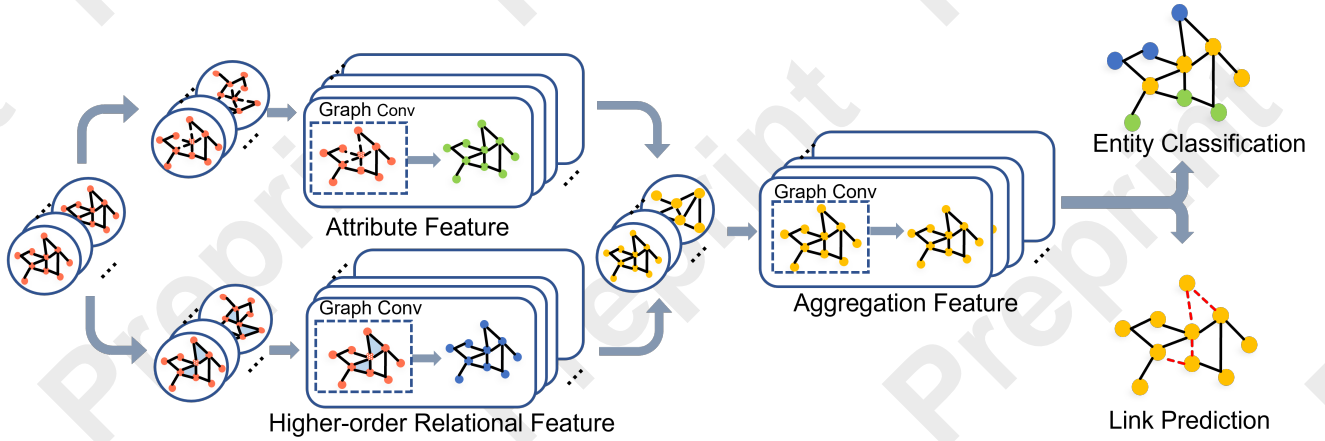 Graph Conv
Attribute Feature
Graph Conv
Higher-order Relational Feature
Graph Conv
Aggregation Feature
Entity Classification
Link Prediction
Preprint
Preprint
Preprint
Preprint